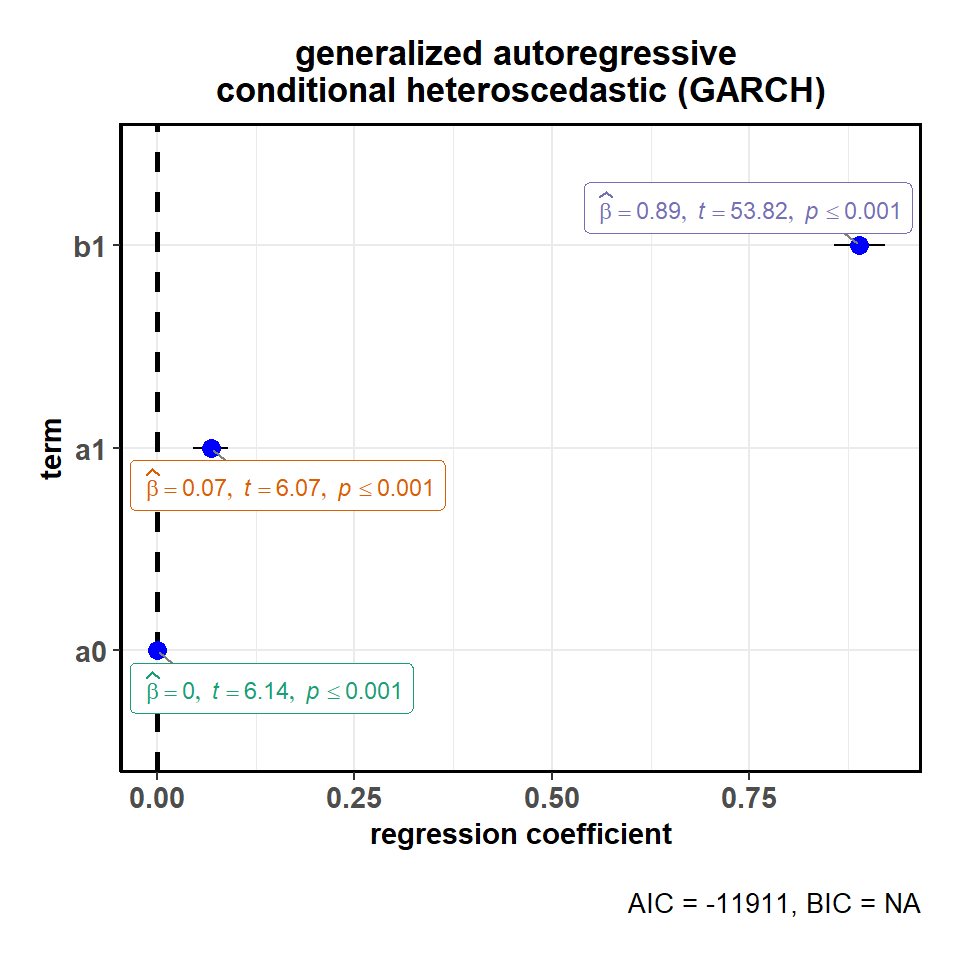 generalized autoregressive
conditional heteroscedastic (GARCH)
term
b1
a1
a0
β̂ = 0.89, t = 53.82, p ≤ 0.001
β̂ = 0.07, t = 6.07, p ≤ 0.001
β̂ = 0, t = 6.14, p ≤ 0.001
0.00 0.25 0.50 0.75
regression coefficient
AIC = -11911, BIC = NA